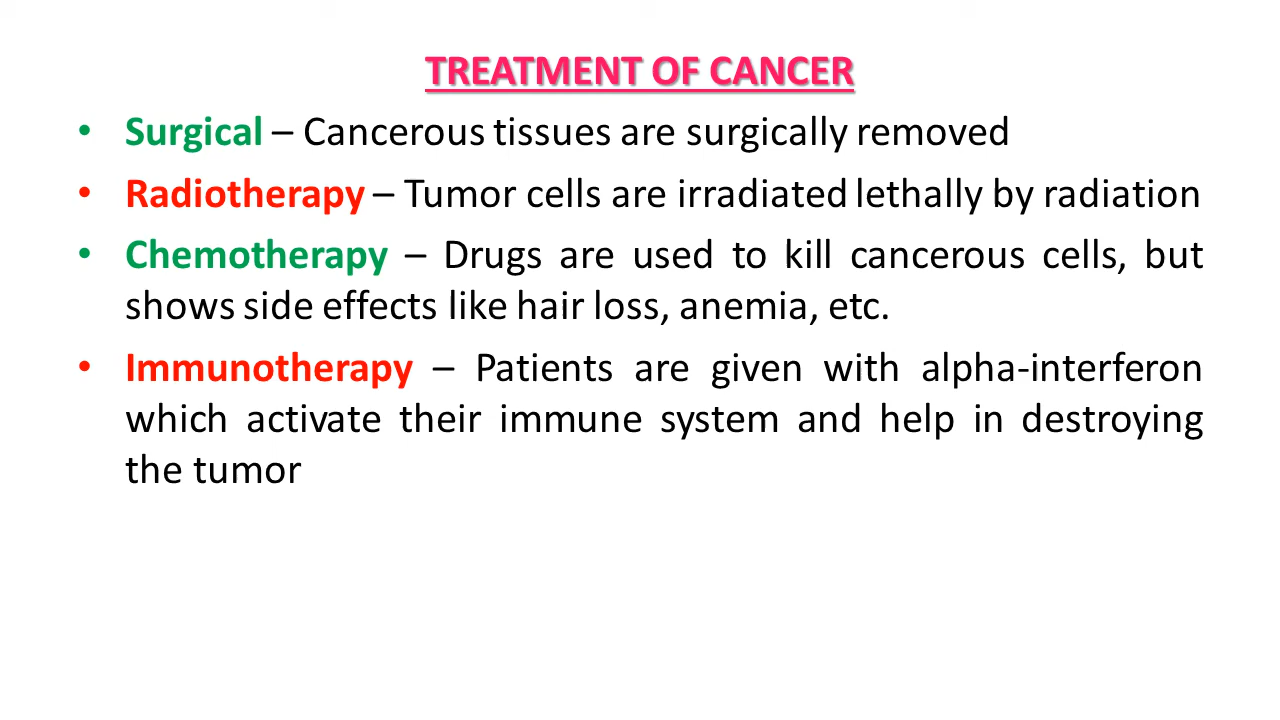 TREATMENT OF CANCER
• Surgical – Cancerous tissues are surgically removed
• Radiotherapy – Tumor cells are irradiated lethally by radiation
• Chemotherapy – Drugs are used to kill cancerous cells, but
shows side effects like hair loss, anemia, etc.
• Immunotherapy – Patients are given with alpha-interferon
which activate their immune system and help in destroying
the tumor